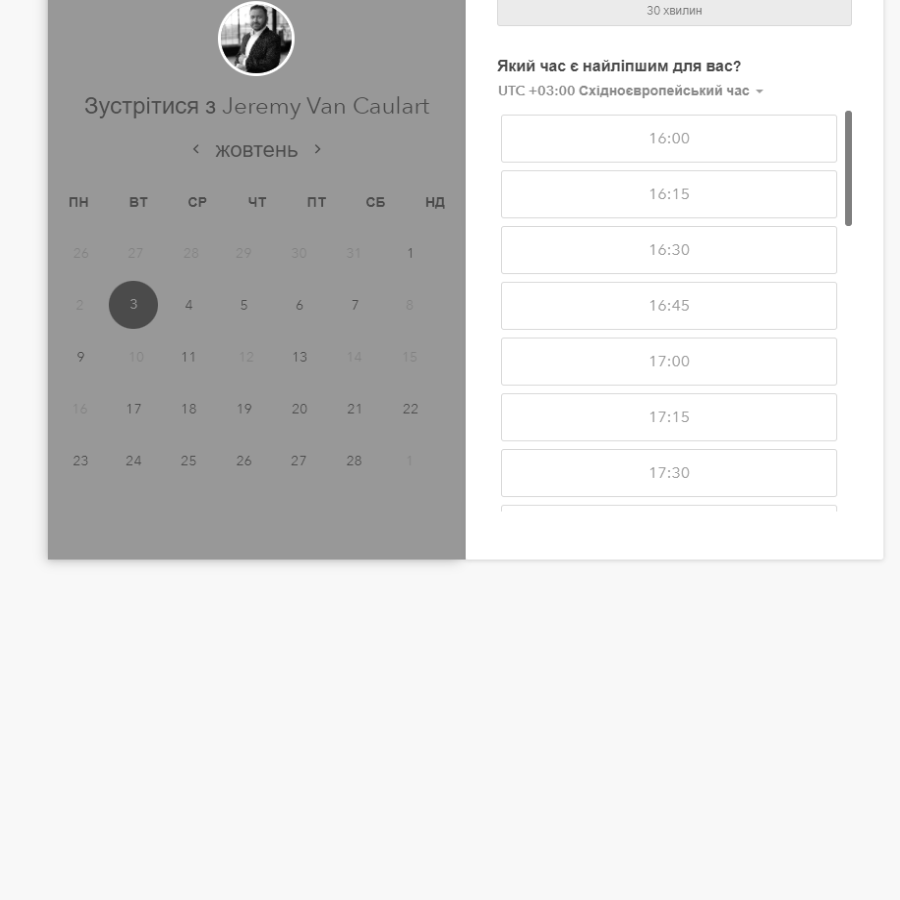 Зустрітися з Jeremy Van Caulart
‹ жовтень ›
ПН ВТ СР ЧТ ПТ СБ НД
26 27 28 29 30 31 1
2 3 4 5 6 7 8
9 10 11 12 13 14 15
16 17 18 19 20 21 22
23 24 25 26 27 28 1
30 хвилин
Який час є найліпшим для вас?
UTC +03:00 Східноєвропейський час
16:00
16:15
16:30
16:45
17:00
17:15
17:30